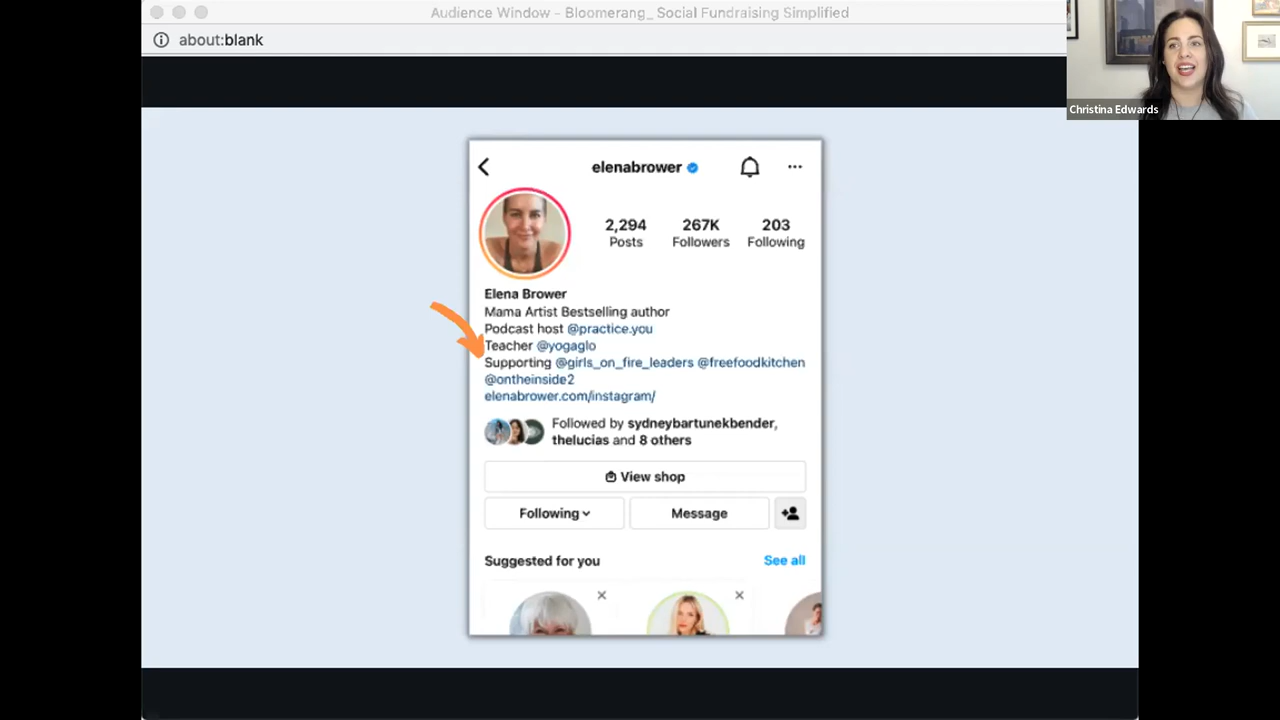 Audience Window - Bloomerang_ Social Fundraising Simplified
about:blank
Christina Edwards
elenabrower
2,294 267K 203
Posts Followers Following
Elena Brower
Mama Artist Bestselling author
Podcast host @practice.you
Teacher @yogaglo
Supporting @girls_on_fire_leaders @freefoodkitchen
@ontheinside2
elenabrower.com/instagram/
Followed by sydneybartunekbender,
thelucias and 8 others
View shop
Following Message
Suggested for you See all